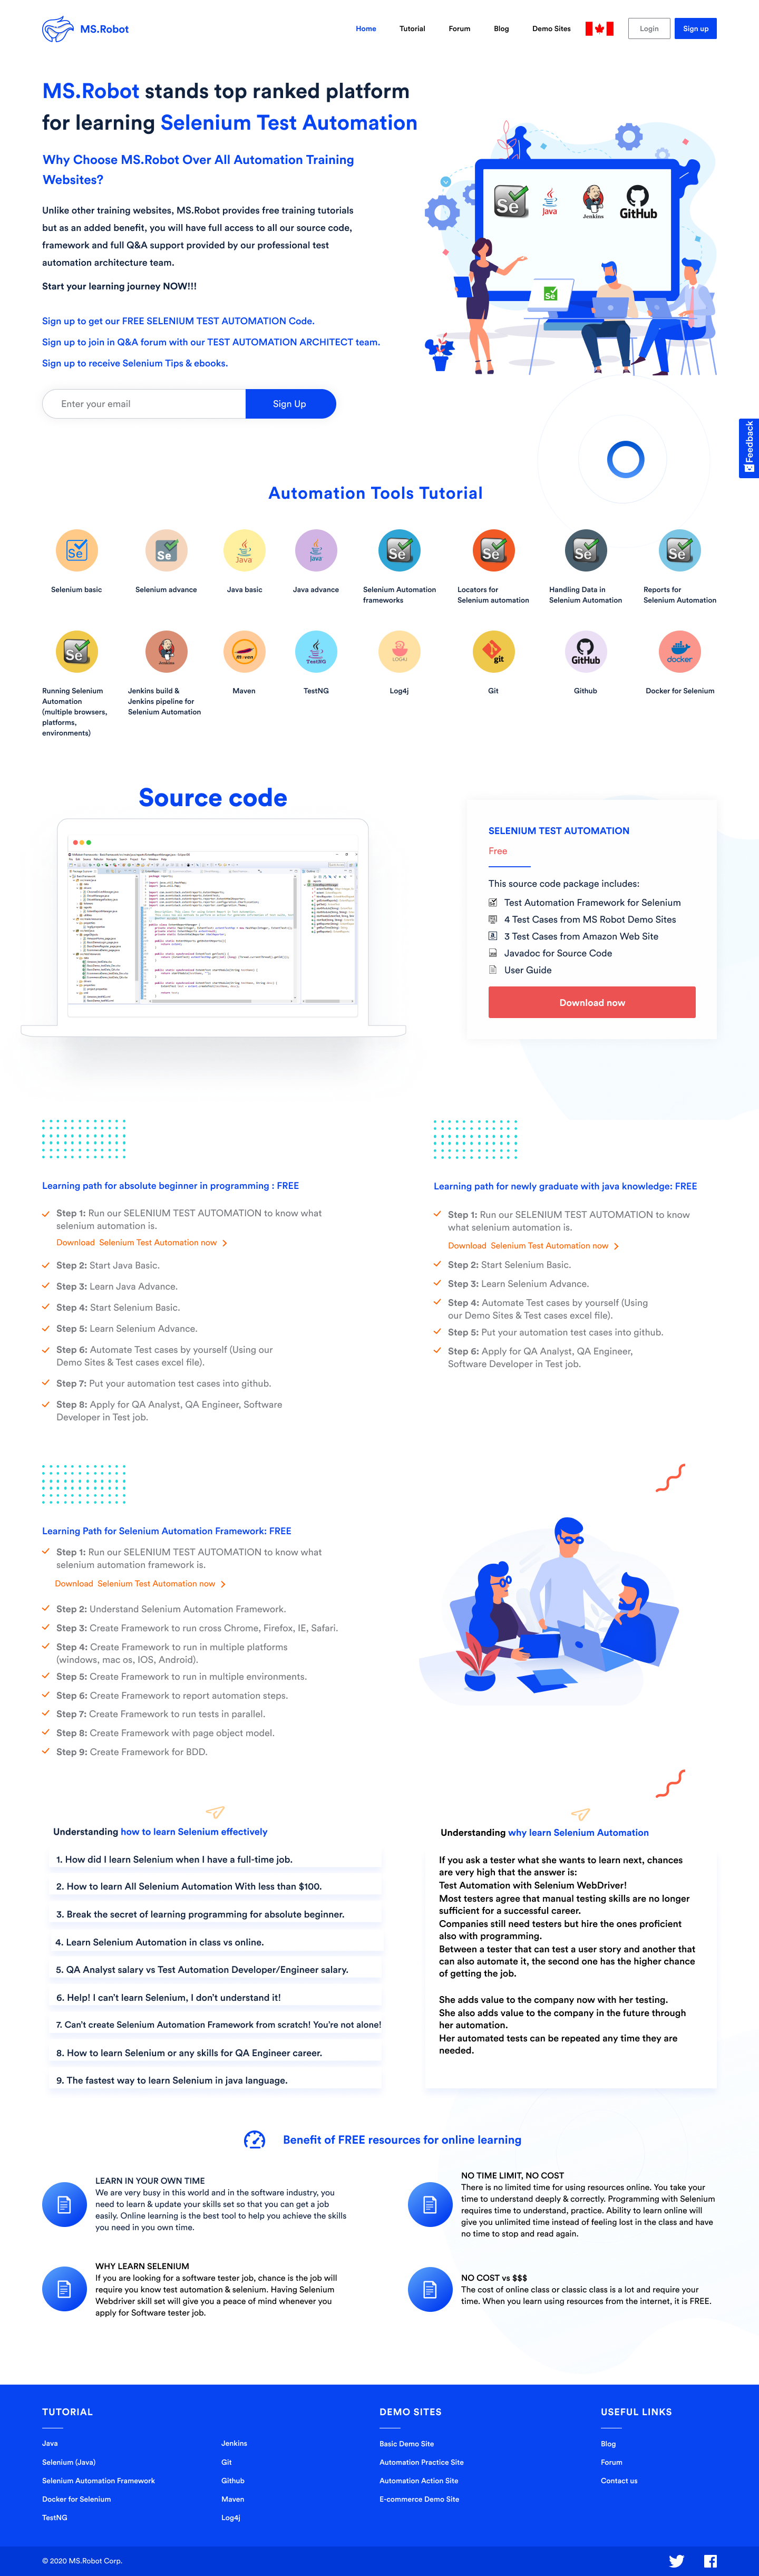 MS.Robot
Home
Tutorial
Forum
Blog
Demo Sites
Login
Sign up
MS.Robot stands top ranked platform
for learning Selenium Test Automation
Why Choose MS.Robot Over All Automation Training
Websites?
Unlike other training websites, MS.Robot provides free training tutorials
but as an added benefit, you will have full access to all our source code,
framework and full Q&A support provided by our professional test
automation architecture team.
Start your learning journey NOW!!!
Sign up to get our FREE SELENIUM TEST AUTOMATION Code.
Sign up to join in Q&A forum with our TEST AUTOMATION ARCHITECT team.
Sign up to receive Selenium Tips & ebooks.
Enter your email
Sign Up
Se
Java
Jenkins
GitHub
Se
Feedback
Automation Tools Tutorial
Se
Se
Java
Java
Se
Se
Se
Se
Selenium basic
Selenium advance
Java basic
Java advance
Selenium Automation
frameworks
Locators for
Selenium automation
Handling Data in
Selenium Automation
Reports for
Selenium Automation
Se
Jenkins
TestNG
LOG4J
git
GitHub
docker
Running Selenium
Automation
(multiple browsers,
platforms,
environments)
Jenkins build &
Jenkins pipeline for
Selenium Automation
Maven
TestNG
Log4j
Git
Github
Docker for Selenium
Source code
SELENIUM TEST AUTOMATION
Free
This source code package includes:
Test Automation Framework for Selenium
4 Test Cases from MS Robot Demo Sites
3 Test Cases from Amazon Web Site
Javadoc for Source Code
User Guide
Download now
Learning path for absolute beginner in programming : FREE
Step 1: Run our SELENIUM TEST AUTOMATION to know what
selenium automation is.
Download Selenium Test Automation now
Step 2: Start Java Basic.
Step 3: Learn Java Advance.
Step 4: Start Selenium Basic.
Step 5: Learn Selenium Advance.
Step 6: Automate Test cases by yourself (Using our
Demo Sites & Test cases excel file).
Step 7: Put your automation test cases into github.
Step 8: Apply for QA Analyst, QA Engineer, Software
Developer in Test job.
Learning path for newly graduate with java knowledge: FREE
Step 1: Run our SELENIUM TEST AUTOMATION to know
what selenium automation is.
Download Selenium Test Automation now
Step 2: Start Selenium Basic.
Step 3: Learn Selenium Advance.
Step 4: Automate Test cases by yourself (Using
our Demo Sites & Test cases excel file).
Step 5: Put your automation test cases into github.
Step 6: Apply for QA Analyst, QA Engineer,
Software Developer in Test job.
Learning Path for Selenium Automation Framework: FREE
Step 1: Run our SELENIUM TEST AUTOMATION to know what
selenium automation framework is.
Download Selenium Test Automation now
Step 2: Understand Selenium Automation Framework.
Step 3: Create Framework to run cross Chrome, Firefox, IE, Safari.
Step 4: Create Framework to run in multiple platforms
(windows, mac os, IOS, Android).
Step 5: Create Framework to run in multiple environments.
Step 6: Create Framework to report automation steps.
Step 7: Create Framework to run tests in parallel.
Step 8: Create Framework with page object model.
Step 9: Create Framework for BDD.
Understanding how to learn Selenium effectively
1. How did I learn Selenium when I have a full-time job.
2. How to learn All Selenium Automation With less than $100.
3. Break the secret of learning programming for absolute beginner.
4. Learn Selenium Automation in class vs online.
5. QA Analyst salary vs Test Automation Developer/Engineer salary.
6. Help! I can't learn Selenium, I don't understand it!
7. Can't create Selenium Automation Framework from scratch! You're not alone!
8. How to learn Selenium or any skills for QA Engineer career.
9. The fastest way to learn Selenium in java language.
Understanding why learn Selenium Automation
If you ask a tester what she wants to learn next, chances
are very high that the answer is:
Test Automation with Selenium WebDriver!
Most testers agree that manual testing skills are no longer
sufficient for a successful career.
Companies still need testers but hire the ones proficient
also with programming.
Between a tester that can test a user story and another that
can also automate it, the second one has the higher chance
of getting the job.
She adds value to the company now with her testing.
She also adds value to the company in the future through
her automation.
Her automated tests can be repeated any time they are
needed.
Benefit of FREE resources for online learning
LEARN IN YOUR OWN TIME
We are very busy in this world and in the software industry, you
need to learn & update your skills set so that you can get a job
easily. Online learning is the best tool to help you achieve the skills
you need in you own time.
NO TIME LIMIT, NO COST
There is no limited time for using resources online. You take your
time to understand deeply & correctly. Programming with Selenium
requires time to understand, practice. Ability to learn online will
give you unlimited time instead of feeling lost in the class and have
no time to stop and read again.
WHY LEARN SELENIUM
If you are looking for a software tester job, chance is the job will
require you know test automation & selenium. Having Selenium
Webdriver skill set will give you a peace of mind whenever you
apply for Software tester job.
NO COST vs $$$
The cost of online class or classic class is a lot and require your
time. When you learn using resources from the internet, it is FREE.
TUTORIAL
Java
Selenium (Java)
Selenium Automation Framework
Docker for Selenium
TestNG
Jenkins
Git
Github
Maven
Log4j
DEMO SITES
Basic Demo Site
Automation Practice Site
Automation Action Site
E-commerce Demo Site
USEFUL LINKS
Blog
Forum
Contact us
© 2020 MS.Robot Corp.